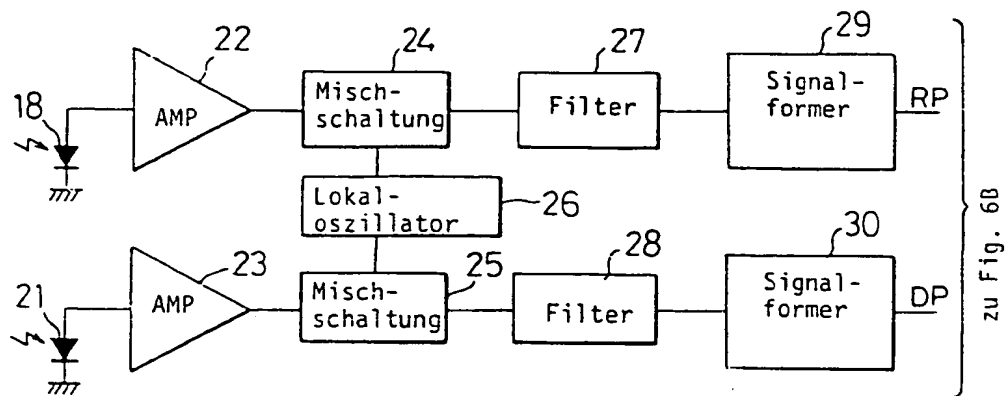 22
24
27
29
18
AMP
Misch-
schaltung
Filter
Signal-
former
RP
Lokal-
oszillator
26
23
25
28
30
21
AMP
Misch-
schaltung
Filter
Signal-
former
DP
zu Fig. 6B